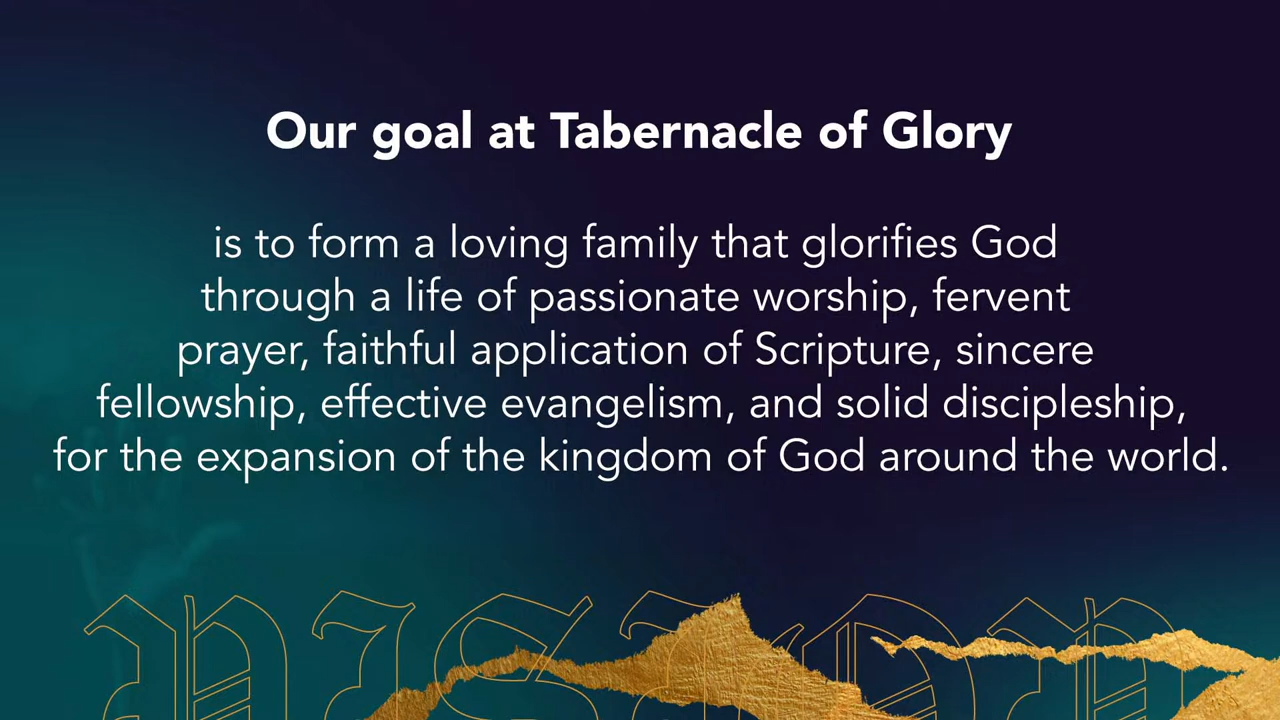 Our goal at Tabernacle of Glory
is to form a loving family that glorifies God
through a life of passionate worship, fervent
prayer, faithful application of Scripture, sincere
fellowship, effective evangelism, and solid discipleship,
for the expansion of the kingdom of God around the world.
VISION